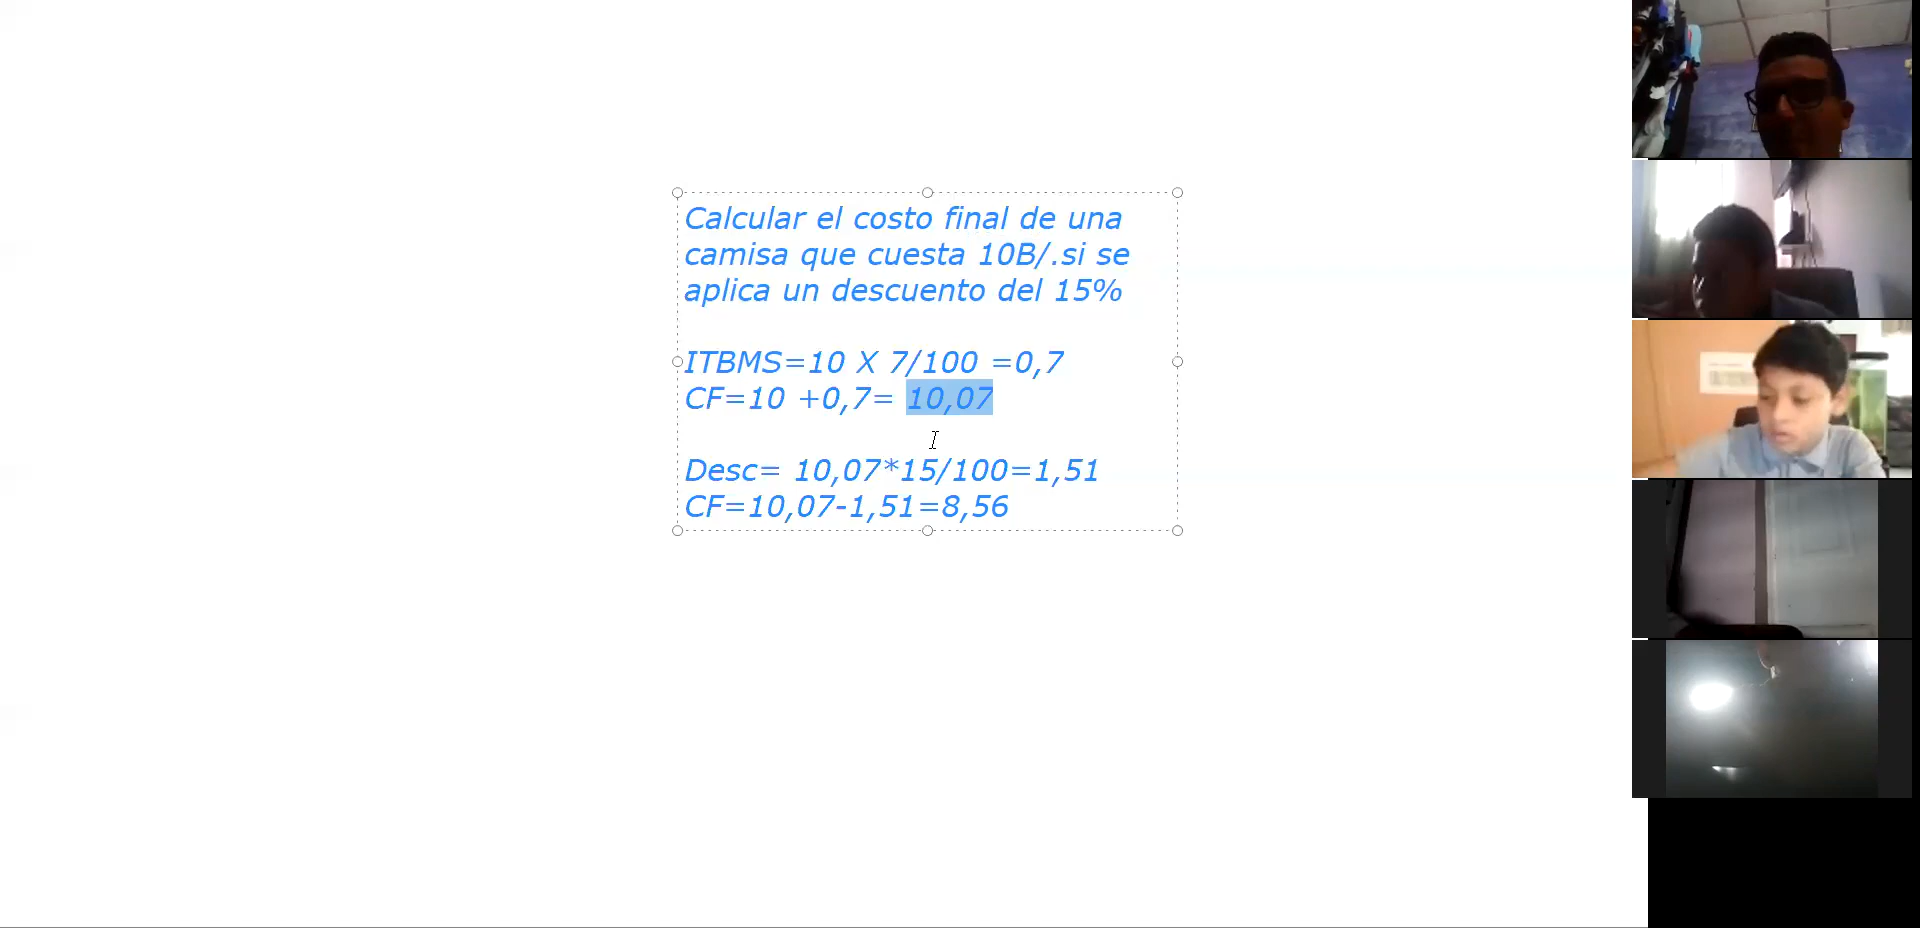 Calcular el costo final de una
camisa que cuesta 10B/.si se
aplica un descuento del 15%
ITBMS=10 X 7/100 =0,7
CF=10 +0,7= 10,07
Desc= 10,07*15/100=1,51
CF=10,07-1,51=8,56